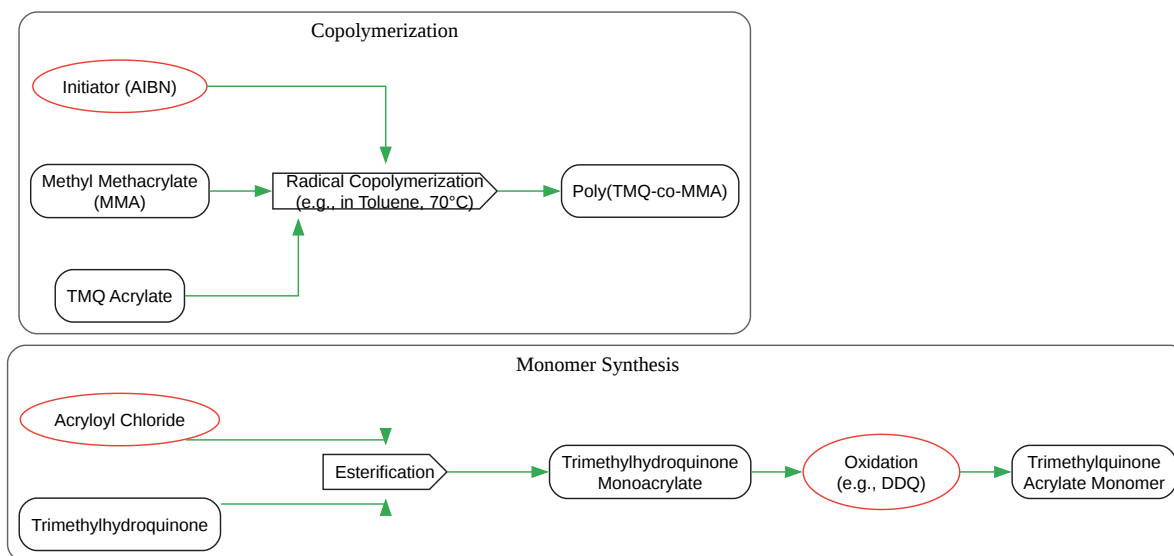 Copolymerization
Initiator (AIBN)
Methyl Methacrylate
(MMA)
Radical Copolymerization
(e.g., in Toluene, 70°C)
Poly(TMQ-co-MMA)
TMQ Acrylate
Monomer Synthesis
Acryloyl Chloride
Esterification
Trimethylhydroquinone
Monoacrylate
Oxidation
(e.g., DDQ)
Trimethylquinone
Acrylate Monomer
Trimethylhydroquinone